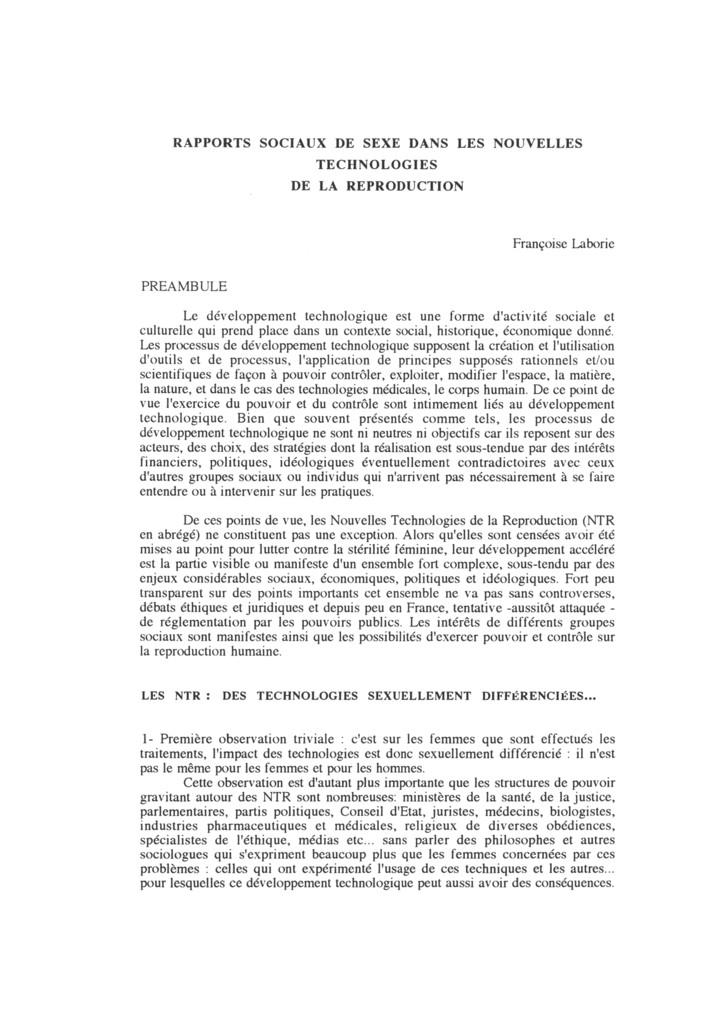 RAPPORTS SOCIAUX DE SEXE DANS LES NOUVELLES
TECHNOLOGIES
DE LA REPRODUCTION
Françoise Laborie
PREAMBULE
Le développement technologique est une forme d'activité sociale et
culturelle qui prend place dans un contexte social, historique, économique donné.
Les processus de développement technologique supposent la création et l'utilisation
d'outils et de processus, l'application de principes supposés rationnels et/ou
scientifiques de façon à pouvoir contrôler, exploiter, modifier l'espace, la matière,
la nature, et dans le cas des technologies médicales, le corps humain. De ce point de
vue l'exercice du pouvoir et du contrôle sont intimement liés au développement
technologique. Bien que souvent présentés comme tels, les processus de
développement technologique ne sont ni neutres ni objectifs car ils reposent sur des
acteurs, des choix, des stratégies dont la réalisation est sous-tendue par des intérêts
financiers, politiques, idéologiques éventuellement contradictoires avec ceux
d'autres groupes sociaux ou individus qui n'arrivent pas nécessairement à se faire
entendre ou à intervenir sur les pratiques.
De ces points de vue, les Nouvelles Technologies de la Reproduction (NTR
en abrégé) ne constituent pas une exception. Alors qu'elles sont censées avoir été
mises au point pour lutter contre la stérilité féminine, leur développement accéléré
est la partie visible ou manifeste d'un ensemble fort complexe, sous-tendu par des
enjeux considérables sociaux, économiques, politiques et idéologiques. Fort peu
transparent sur des points importants cet ensemble ne va pas sans controverses,
débats éthiques et juridiques et depuis peu en France, tentative -aussitôt attaquée -
de réglementation par les pouvoirs publics. Les intérêts de différents groupes
sociaux sont manifestes ainsi que les possibilités d'exercer pouvoir et contrôle sur
la reproduction humaine.
LES NTR : DES TECHNOLOGIES SEXUELLEMENT DIFFÉRENCIÉES...
1- Première observation triviale : c'est sur les femmes que sont effectués les
traitements, l'impact des technologies est donc sexuellement différencié : il n'est
pas le même pour les femmes et pour les hommes.
Cette observation est d'autant plus importante que les structures de pouvoir
gravitant autour des NTR sont nombreuses: ministères de la santé, de la justice,
parlementaires, partis politiques, Conseil d'Etat, juristes, médecins, biologistes,
industries pharmaceutiques et médicales, religieux de diverses obédiences,
spécialistes de l'éthique, médias etc... sans parler des philosophes et autres
sociologues qui s'expriment beaucoup plus que les femmes concernées par ces
problèmes : celles qui ont expérimenté l'usage de ces techniques et les autres...
pour lesquelles ce développement technologique peut aussi avoir des conséquences.